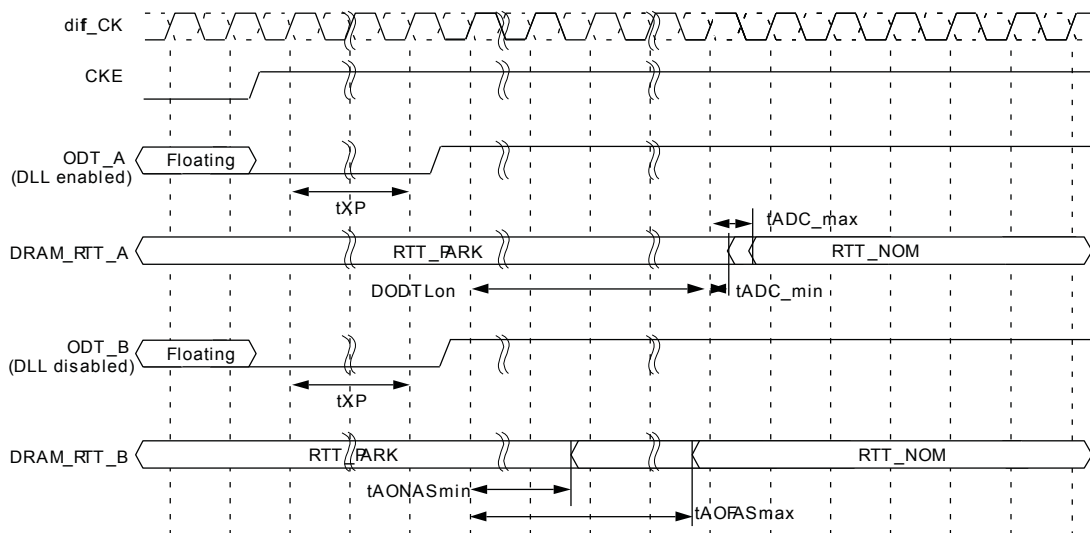 dif_CK
CKE
ODT_A
(DLL enabled)
Floating
tXP
tADC_max
DRAM_RTT_A
RTT_PARK
RTT_NOM
DODTLon
tADC_min
ODT_B
(DLL disabled)
Floating
tXP
DRAM_RTT_B
RTT_PARK
RTT_NOM
tAONASmin
tAOFASmax